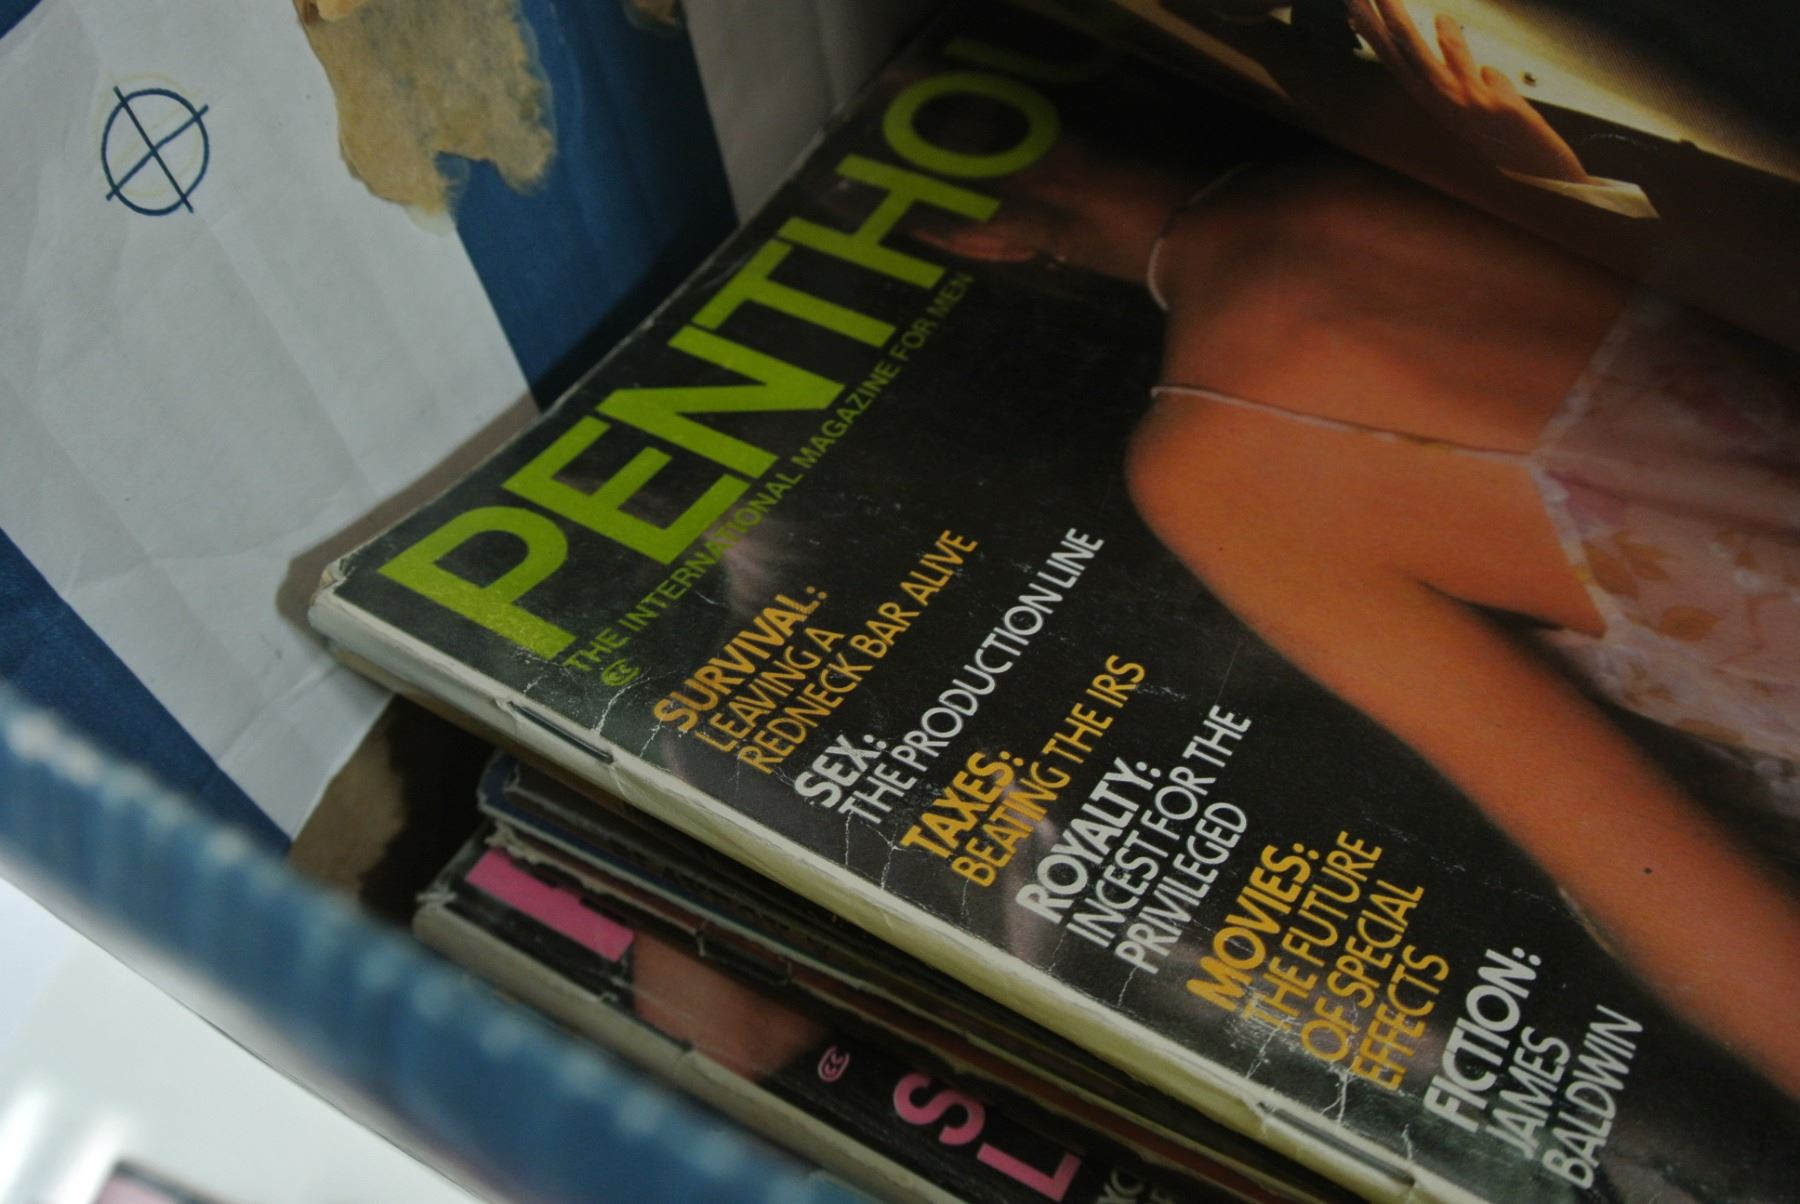 PENTHOU
THE INTERNATIONAL MAGAZINE FOR MEN
SURVIVAL:
LEAVING A
REDNECK BAR ALIVE
SEX:
THE PRODUCTION LINE
TAXES:
BEATING THE IRS
ROYALTY:
INCEST FOR THE
PRIVILEGED
MOVIES:
THE FUTURE
OF SPECIAL
EFFECTS
FICTION:
JAMES
BALDWIN
S
L